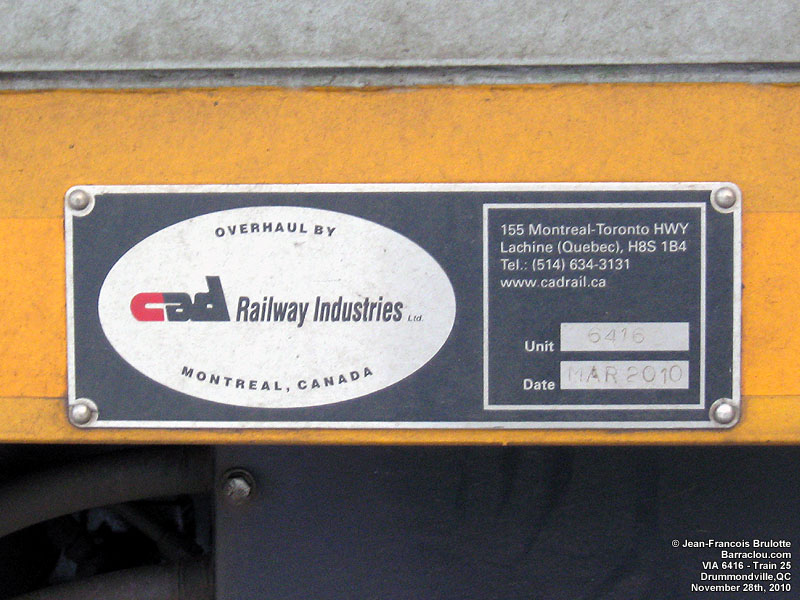 OVERHAUL BY
cad Railway Industries Ltd.
MONTREAL, CANADA
155 Montreal-Toronto HWY
Lachine (Quebec), H8S 1B4
Tel.: (514) 634-3131
www.cadrail.ca
Unit 6416
Date MAR 2010
© Jean-Francois Brulotte
Barraclou.com
VIA 6416 - Train 25
Drummondville,QC
November 28th, 2010